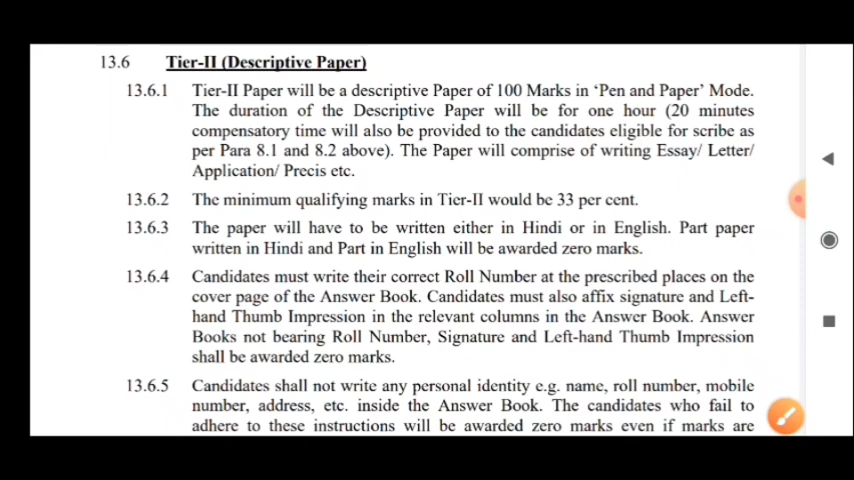 13.6 Tier-II (Descriptive Paper)
13.6.1 Tier-II Paper will be a descriptive Paper of 100 Marks in ‘Pen and Paper’ Mode.
The duration of the Descriptive Paper will be for one hour (20 minutes
compensatory time will also be provided to the candidates eligible for scribe as
per Para 8.1 and 8.2 above). The Paper will comprise of writing Essay/ Letter/
Application/ Precis etc.
13.6.2 The minimum qualifying marks in Tier-II would be 33 per cent.
13.6.3 The paper will have to be written either in Hindi or in English. Part paper
written in Hindi and Part in English will be awarded zero marks.
13.6.4 Candidates must write their correct Roll Number at the prescribed places on the
cover page of the Answer Book. Candidates must also affix signature and Left-
hand Thumb Impression in the relevant columns in the Answer Book. Answer
Books not bearing Roll Number, Signature and Left-hand Thumb Impression
shall be awarded zero marks.
13.6.5 Candidates shall not write any personal identity e.g. name, roll number, mobile
number, address, etc. inside the Answer Book. The candidates who fail to
adhere to these instructions will be awarded zero marks even if marks are